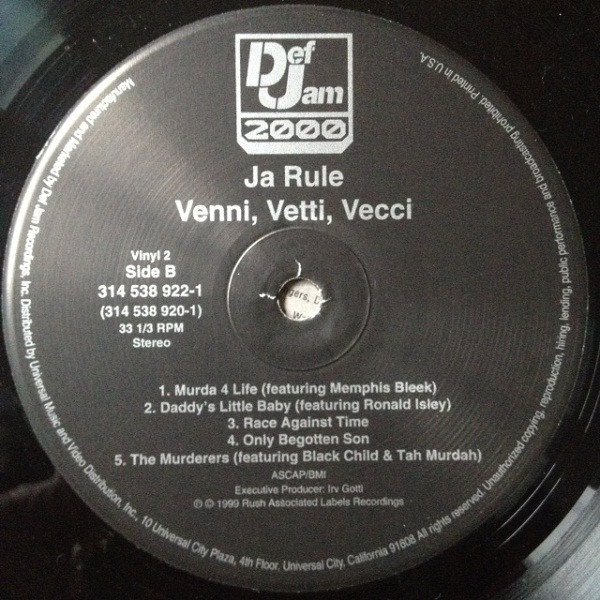 Def
Jam
2000
Ja Rule
Venni, Vetti, Vecci
Vinyl 2
Side B
314 538 922-1
(314 538 920-1)
33 1/3 RPM
Stereo
1. Murda 4 Life (featuring Memphis Bleek)
2. Daddy's Little Baby (featuring Ronald Isley)
3. Race Against Time
4. Only Begotten Son
5. The Murderers (featuring Black Child & Tah Murdah)
ASCAP/BMI
Executive Producer: Irv Gotti
℗ © 1999 Rush Associated Labels Recordings
Manufactured and Marketed by Def Jam Recordings, Inc. Distributed by Universal Music and Video Distribution, Inc., 10 Universal City Plaza, 4th Floor, Universal City, California 91608 All rights reserved. Unauthorized copying, reproduction, hiring, lending, public performance and broadcasting prohibited. Printed in U.S.A.